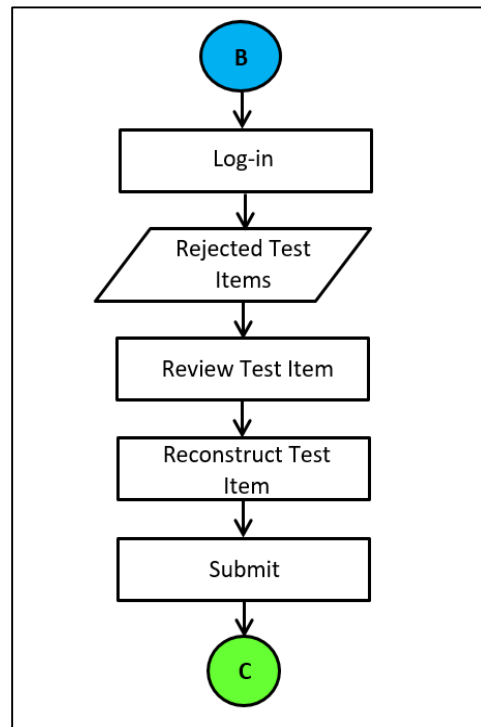 B
Log-in
Rejected Test
Items
Review Test Item
Reconstruct Test
Item
Submit
C